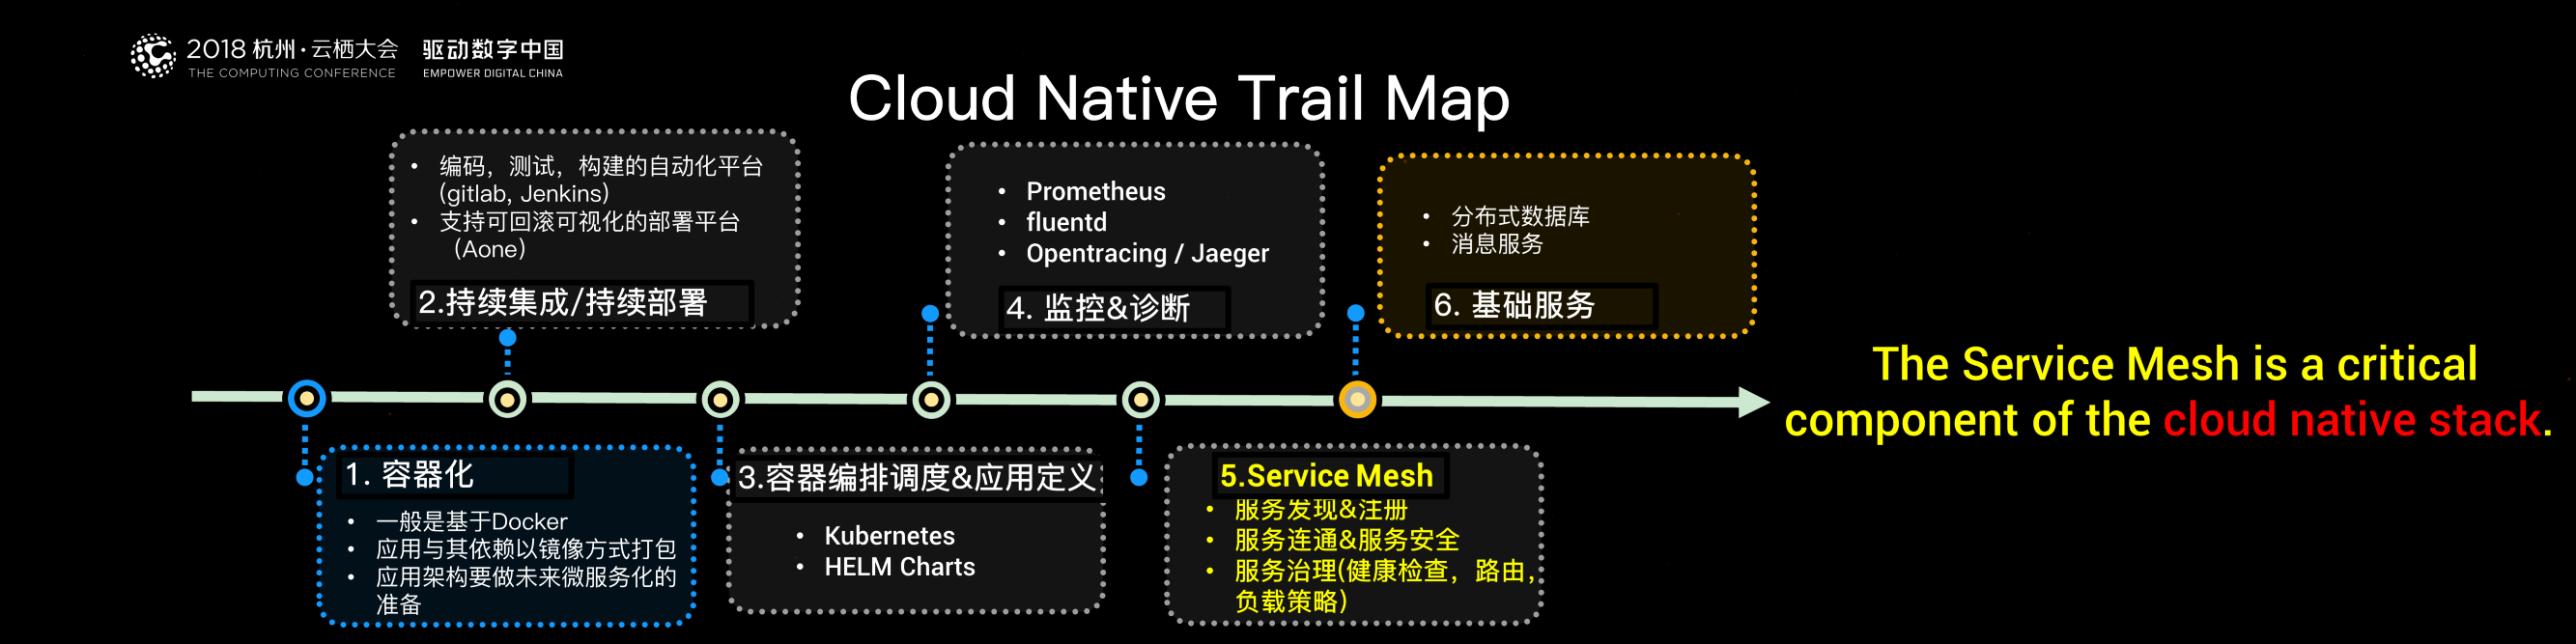 2018 杭州·云栖大会 驱动数字中国
THE COMPUTING CONFERENCE EMPOWER DIGITAL CHINA
Cloud Native Trail Map
• 编码，测试，构建的自动化平台
(gitlab, Jenkins)
• 支持可回滚可视化的部署平台
（Aone）
2.持续集成/持续部署
• Prometheus
• fluentd
• Opentracing / Jaeger
4. 监控&诊断
• 分布式数据库
• 消息服务
6. 基础服务
1. 容器化
• 一般是基于Docker
• 应用与其依赖以镜像方式打包
• 应用架构要做未来微服务化的
准备
3.容器编排调度&应用定义
• Kubernetes
• HELM Charts
5.Service Mesh
• 服务发现&注册
• 服务连通&服务安全
• 服务治理(健康检查，路由，
负载策略)
The Service Mesh is a critical
component of the cloud native stack.